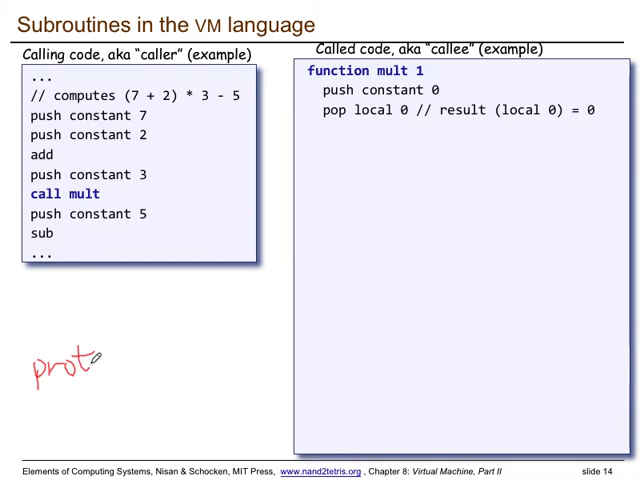 Subroutines in the VM language
Calling code, aka “caller” (example)
...
// computes (7 + 2) * 3 - 5
push constant 7
push constant 2
add
push constant 3
call mult
push constant 5
sub
...
Called code, aka “callee” (example)
function mult 1
push constant 0
pop local 0 // result (local 0) = 0
prot
Elements of Computing Systems, Nisan & Schocken, MIT Press, www.nand2tetris.org , Chapter 8: Virtual Machine, Part II slide 14